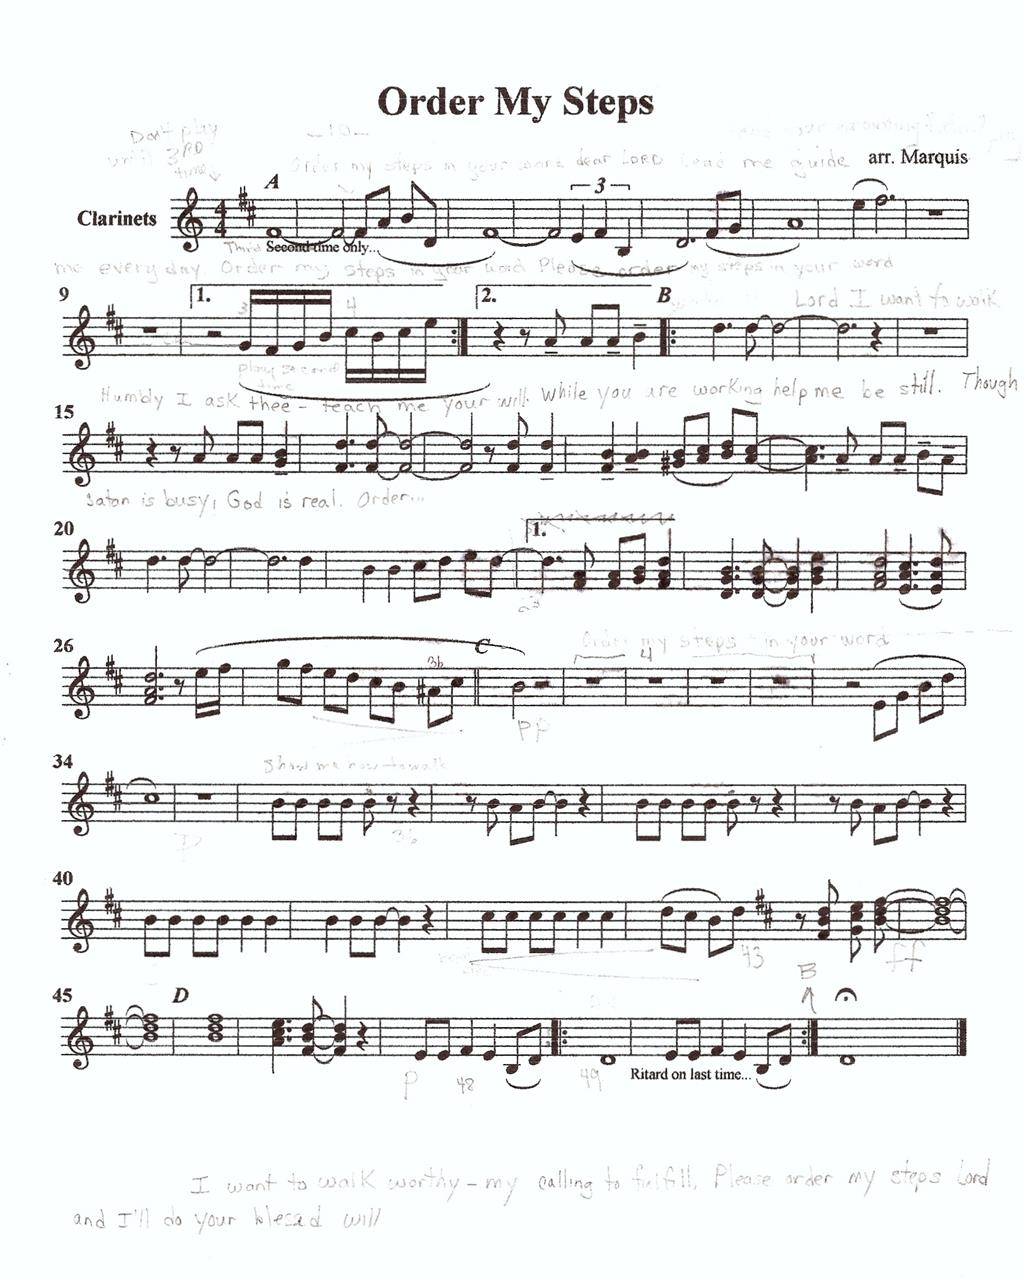 Order My Steps
Don't play
until 3RD
time
-10-
Order my steps in your word dear LORD Lead me guide
arr. Marquis
A
3
Clarinets
4
4
Third Second time only...
me every day. Order my steps in your word Please order my steps in your word
Lord I want to walk
9
1.
2.
B
3
4
play second
time
Humbly I ask thee - teach me your will. While you are working help me be still. Though
15
Satan is busy, God is real. Order...
20
1.
26
3b
C
Order my steps in your word
4
pp
34
Show me how to walk
P
3b
40
43
B
ff
45
D
P
48
49
Ritard on last time...
I want to walk worthy - my calling to fulfill. Please order my steps Lord
and I'll do your blessed will